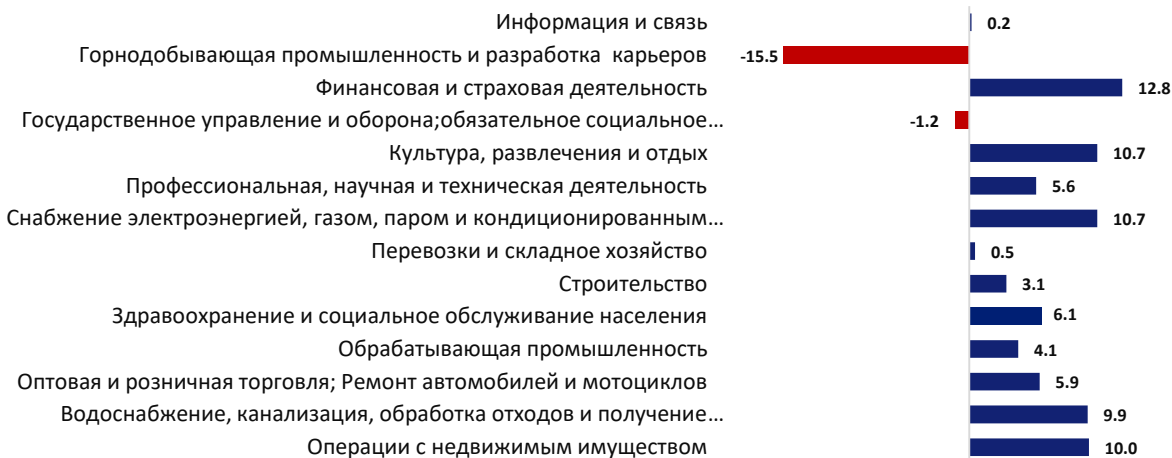 Информация и связь 0.2
Горнодобывающая промышленность и разработка карьеров -15.5
Финансовая и страховая деятельность 12.8
Государственное управление и оборона;обязательное социальное… -1.2
Культура, развлечения и отдых 10.7
Профессиональная, научная и техническая деятельность 5.6
Снабжение электроэнергией, газом, паром и кондиционированным… 10.7
Перевозки и складное хозяйство 0.5
Строительство 3.1
Здравоохранение и социальное обслуживание населения 6.1
Обрабатывающая промышленность 4.1
Оптовая и розничная торговля; Ремонт автомобилей и мотоциклов 5.9
Водоснабжение, канализация, обработка отходов и получение… 9.9
Операции с недвижимым имуществом 10.0